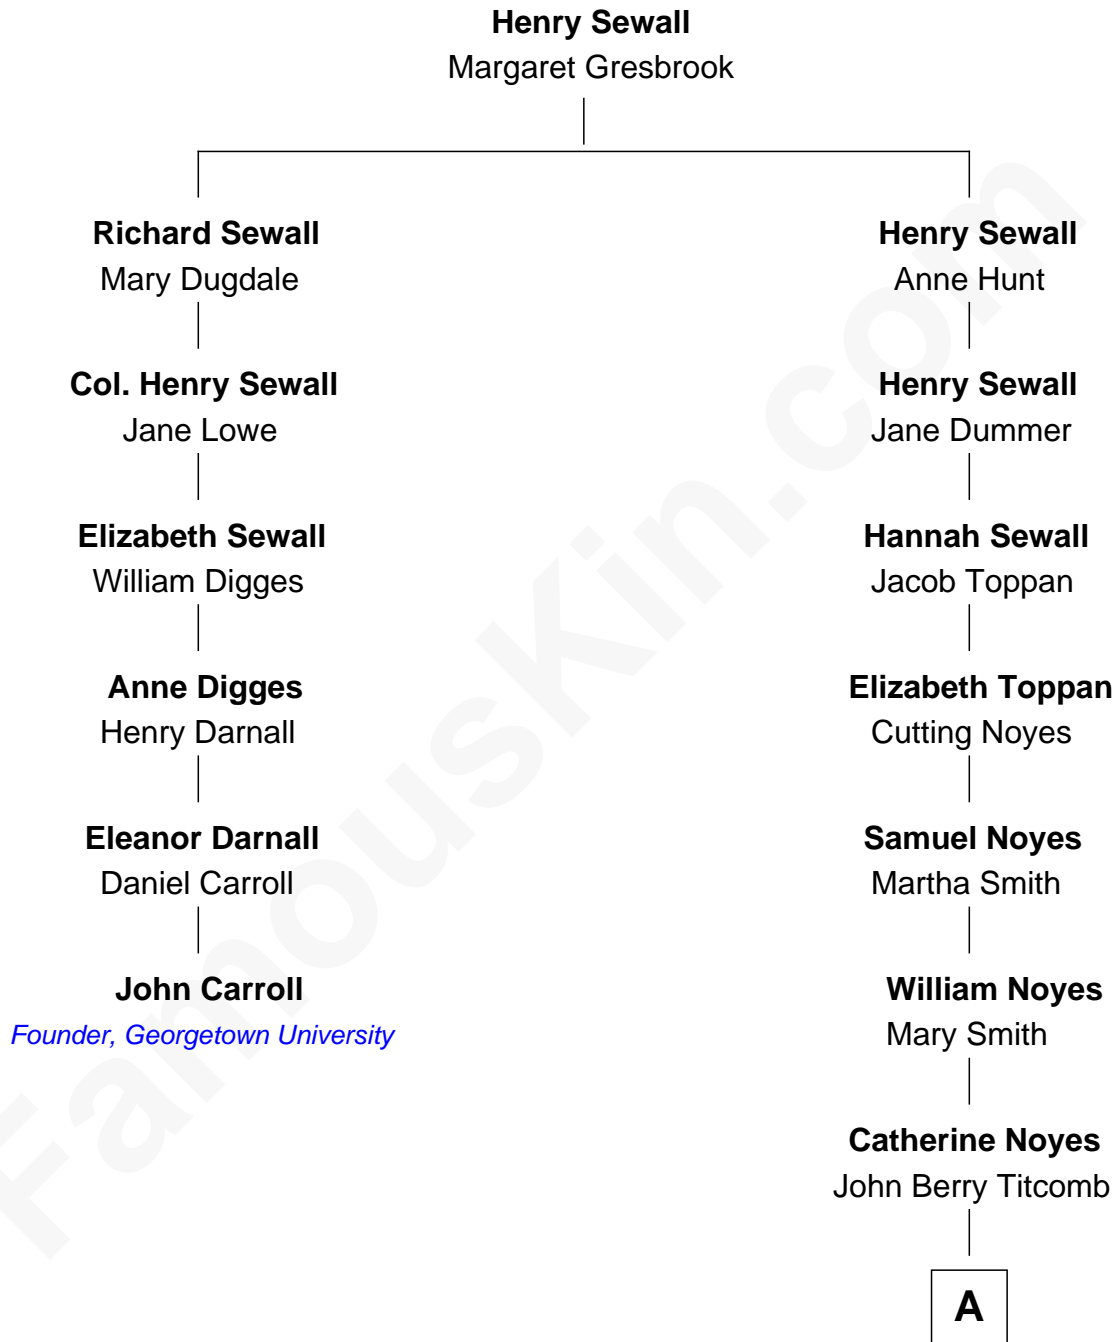 Henry Sewall
Margaret Gresbrook
Richard Sewall
Mary Dugdale
Henry Sewall
Anne Hunt
Col. Henry Sewall
Jane Lowe
Henry Sewall
Jane Dummer
Elizabeth Sewall
William Digges
Hannah Sewall
Jacob Toppan
Anne Digges
Henry Darnall
Elizabeth Toppan
Cutting Noyes
Eleanor Darnall
Daniel Carroll
Samuel Noyes
Martha Smith
John Carroll
Founder, Georgetown University
William Noyes
Mary Smith
Catherine Noyes
John Berry Titcomb
A
FamousKin.com